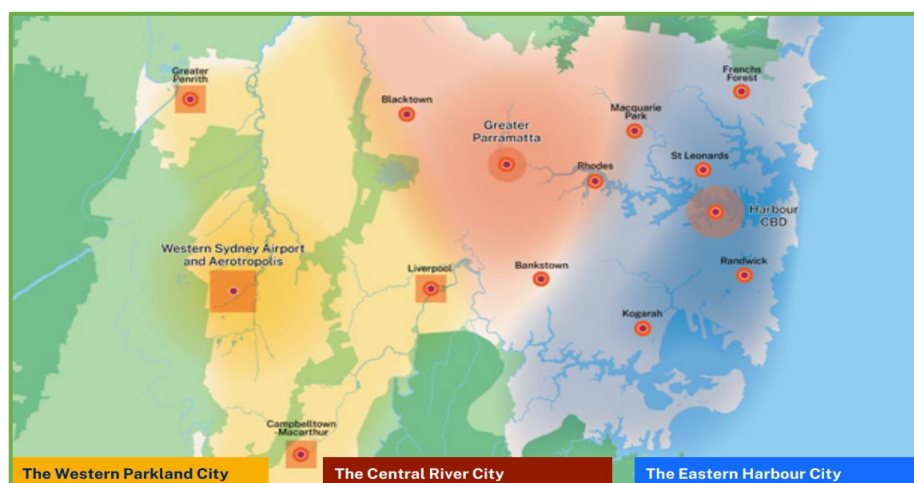 Greater
Penrith
Blacktown
Greater
Parramatta
Macquarie
Park
Frenchs
Forest
St Leonards
Rhodes
Harbour
CBD
Western Sydney Airport
and Aerotropolis
Liverpool
Bankstown
Randwick
Kogarah
Campbelltown
-Macarthur
The Western Parkland City
The Central River City
The Eastern Harbour City